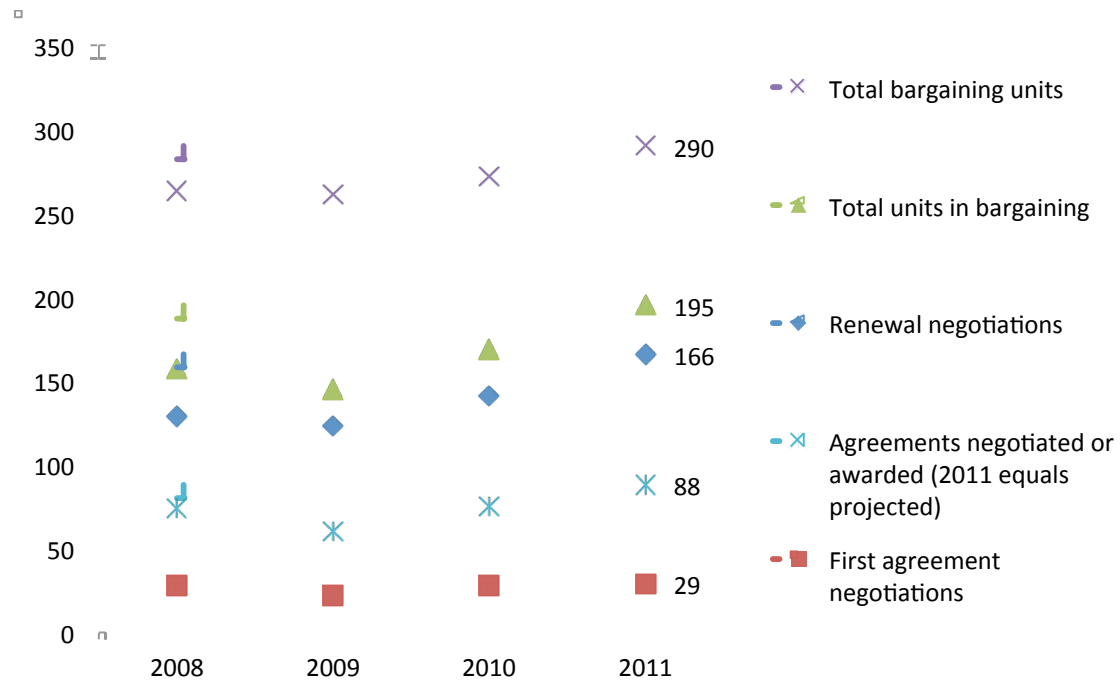 350
300
250
200
150
100
50
0
2008 2009 2010 2011
290
195
166
88
29
Total bargaining units
Total units in bargaining
Renewal negotiations
Agreements negotiated or
awarded (2011 equals
projected)
First agreement
negotiations